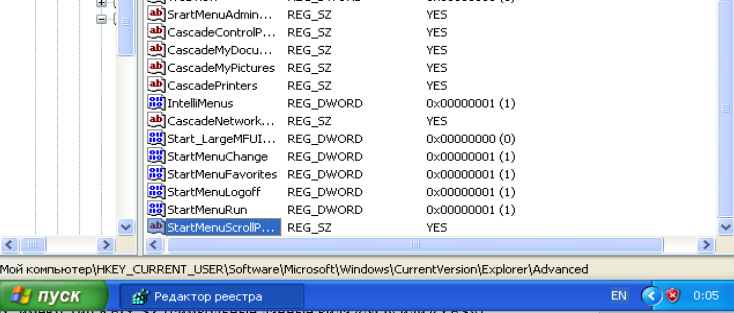 SrartMenuAdmin... REG_SZ YES
CascadeControlP... REG_SZ YES
CascadeMyDocu... REG_SZ YES
CascadeMyPictures REG_SZ YES
CascadePrinters REG_SZ YES
IntelliMenus REG_DWORD 0x00000001 (1)
CascadeNetwork... REG_SZ YES
Start_LargeMFUI... REG_DWORD 0x00000000 (0)
StartMenuChange REG_DWORD 0x00000001 (1)
StartMenuFavorites REG_DWORD 0x00000001 (1)
StartMenuLogoff REG_DWORD 0x00000001 (1)
StartMenuRun REG_DWORD 0x00000001 (1)
StartMenuScrollP... REG_SZ YES
Мой компьютер\HKEY_CURRENT_USER\Software\Microsoft\Windows\CurrentVersion\Explorer\Advanced
пуск Редактор реестра EN 0:05